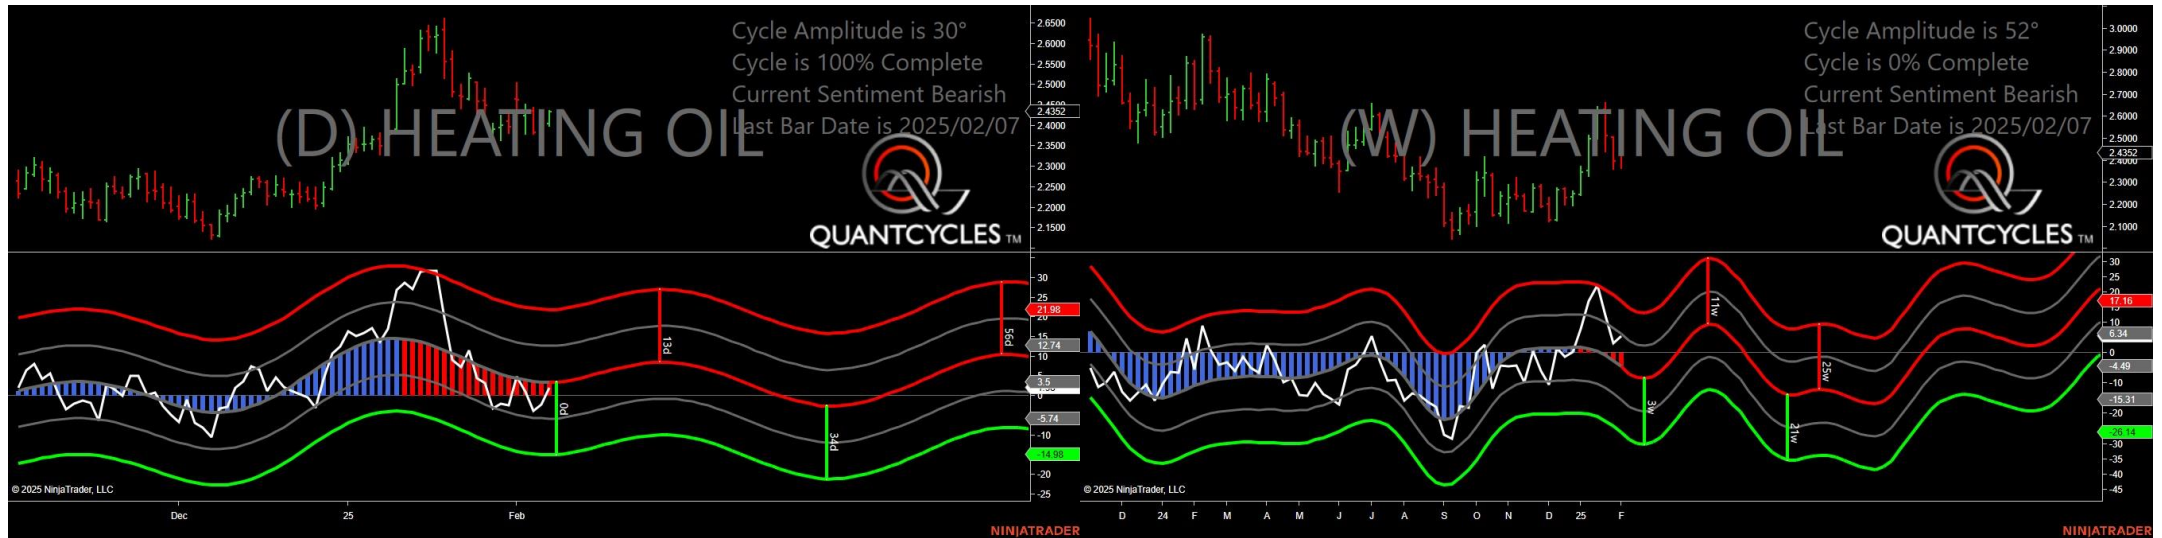 Cycle Amplitude is 30°
Cycle is 100% Complete
Current Sentiment Bearish
Last Bar Date is 2025/02/07
(D) HEATING OIL
QUANTCYCLES TM
2.6500
2.6000
2.5500
2.5000
2.4352
2.4000
2.3500
2.3000
2.2500
2.2000
2.1500
30
25
21.98
20
15
12.74
10
5
3.5
0
-5.74
-10
-14.98
-20
-25
0d
13d
34d
56d
© 2025 NinjaTrader, LLC
Dec
25
Feb
NINJATRADER
Cycle Amplitude is 52°
Cycle is 0% Complete
Current Sentiment Bearish
Last Bar Date is 2025/02/07
(W) HEATING OIL
QUANTCYCLES TM
3.0000
2.9000
2.8000
2.7000
2.6000
2.5000
2.4352
2.4000
2.3000
2.2000
2.1000
30
25
20
17.16
15
10
6.34
0
-4.49
-10
-15.31
-20
-26.14
-30
-35
-40
-45
3w
11w
21w
25w
© 2025 NinjaTrader, LLC
D
24
F
M
A
M
J
J
A
S
O
N
D
25
F
NINJATRADER